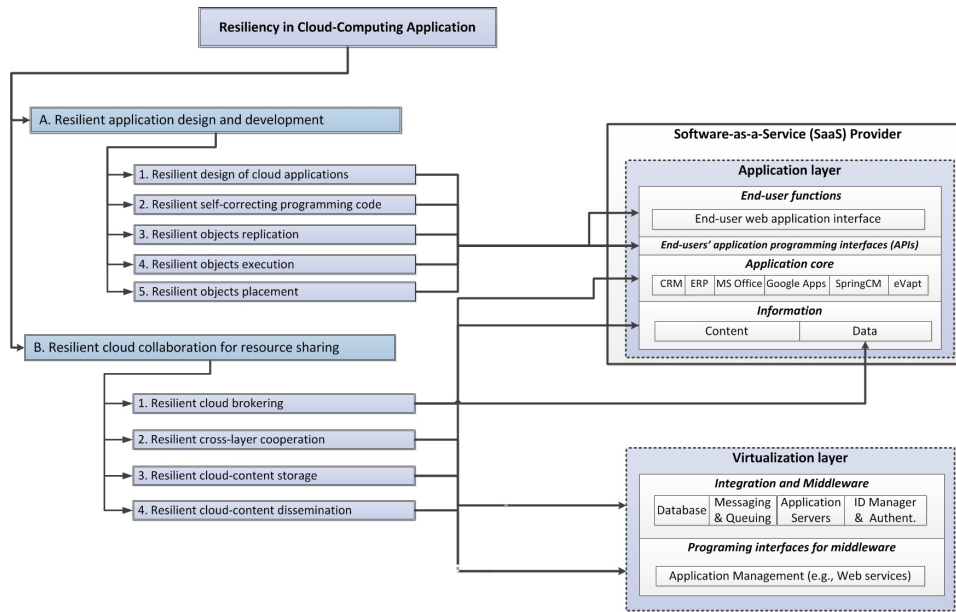 Resiliency in Cloud-Computing Application
A. Resilient application design and development
1. Resilient design of cloud applications
2. Resilient self-correcting programming code
3. Resilient objects replication
4. Resilient objects execution
5. Resilient objects placement
B. Resilient cloud collaboration for resource sharing
1. Resilient cloud brokering
2. Resilient cross-layer cooperation
3. Resilient cloud-content storage
4. Resilient cloud-content dissemination
Software-as-a-Service (SaaS) Provider
Application layer
End-user functions
End-user web application interface
End-users' application programming interfaces (APIs)
Application core
CRM ERP MS Office Google Apps SpringCM eVapt
Information
Content Data
Virtualization layer
Integration and Middleware
Database Messaging & Queuing Application Servers ID Manager & Authent.
Programing interfaces for middleware
Application Management (e.g., Web services)